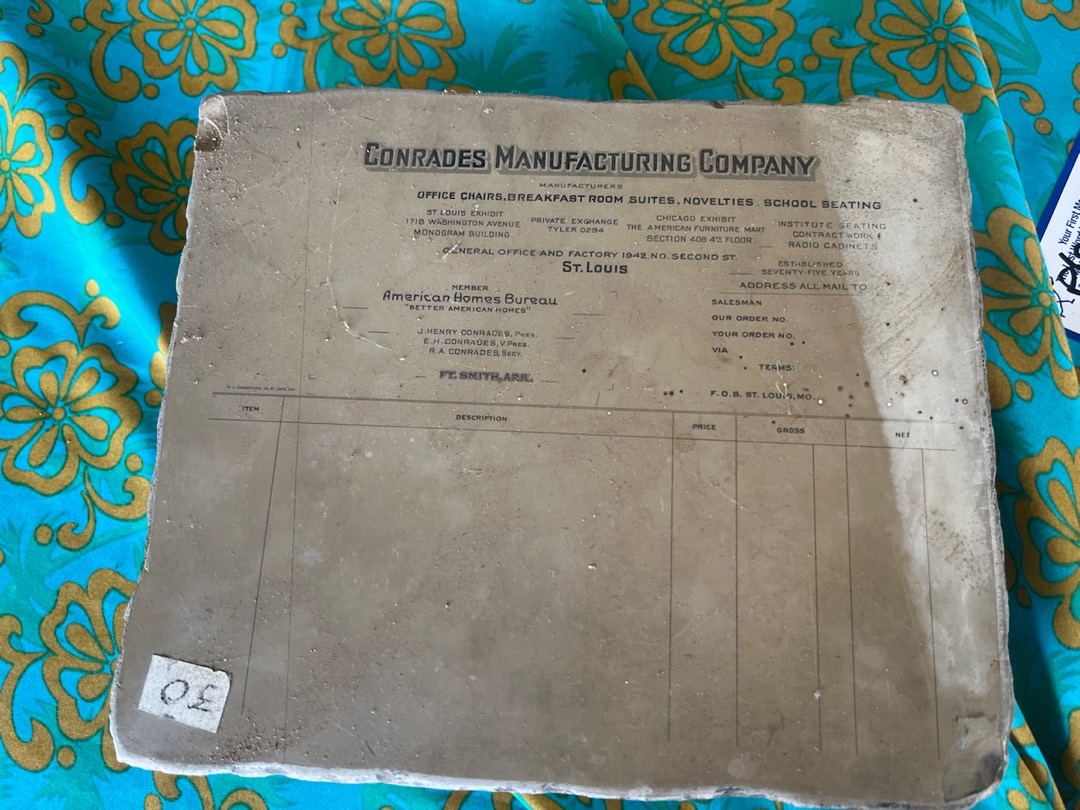 CONRADES MANUFACTURING COMPANY
MANUFACTURERS
OFFICE CHAIRS, BREAKFAST ROOM SUITES, NOVELTIES SCHOOL SEATING
ST LOUIS EXHIBIT
1718 WASHINGTON AVENUE
MONOGRAM BUILDING
PRIVATE EXCHANGE
TYLER 0294
CHICAGO EXHIBIT
THE AMERICAN FURNITURE MART
SECTION 40B 4TH FLOOR
INSTITUTE SEATING
CONTRACT WORK &
RADIO CABINETS
GENERAL OFFICE AND FACTORY 1942 NO. SECOND ST.
ST. LOUIS
ESTABLISHED
SEVENTY-FIVE YEARS
ADDRESS ALL MAIL TO
MEMBER
American Homes Bureau
"BETTER AMERICAN HOMES"
J. HENRY CONRADES, PRES.
E.H. CONRADES, V. PRES.
R.A. CONRADES, SECY.
FT. SMITH, ARK.
SALESMAN
OUR ORDER NO.
YOUR ORDER NO.
VIA
TERMS:
F.O.B. ST. LOUIS, MO.
ITEM
DESCRIPTION
PRICE
GROSS
NET
Your First